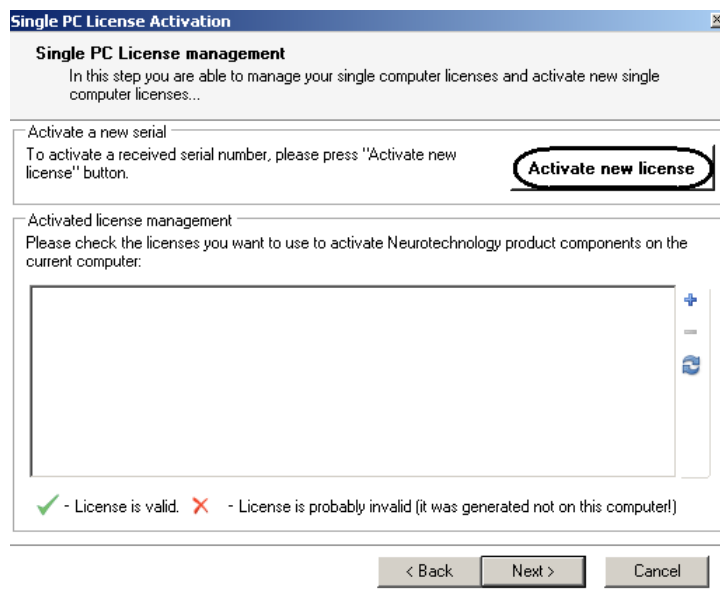 Single PC License Activation
Single PC License management
In this step you are able to manage your single computer licenses and activate new single
computer licenses...
Activate a new serial
To activate a received serial number, please press "Activate new
license" button.
Activate new license
Activated license management
Please check the licenses you want to use to activate Neurotechnology product components on the
current computer:
- License is valid. - License is probably invalid (it was generated not on this computer!)
< Back Next > Cancel